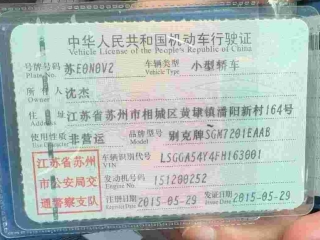 中华人民共和国机动车行驶证
Vehicle License of the People's Republic of China
号牌号码 苏E0N0V2 车辆类型 小型轿车
Plate No. Vehicle Type
所有人 沈杰
Owner
住址 江苏省苏州市相城区黄埭镇潘阳新村164号
Address
使用性质 非营运 品牌型号 别克牌SGM7201EAAB
Use Character Model
江苏省苏州 车辆识别代号 LSGGA54Y4FH163001
VIN
市公安局交 发动机号码 151200252
Engine No.
通警察支队 注册日期 2015-05-29 发证日期 2015-05-29
Register Date Issue Date